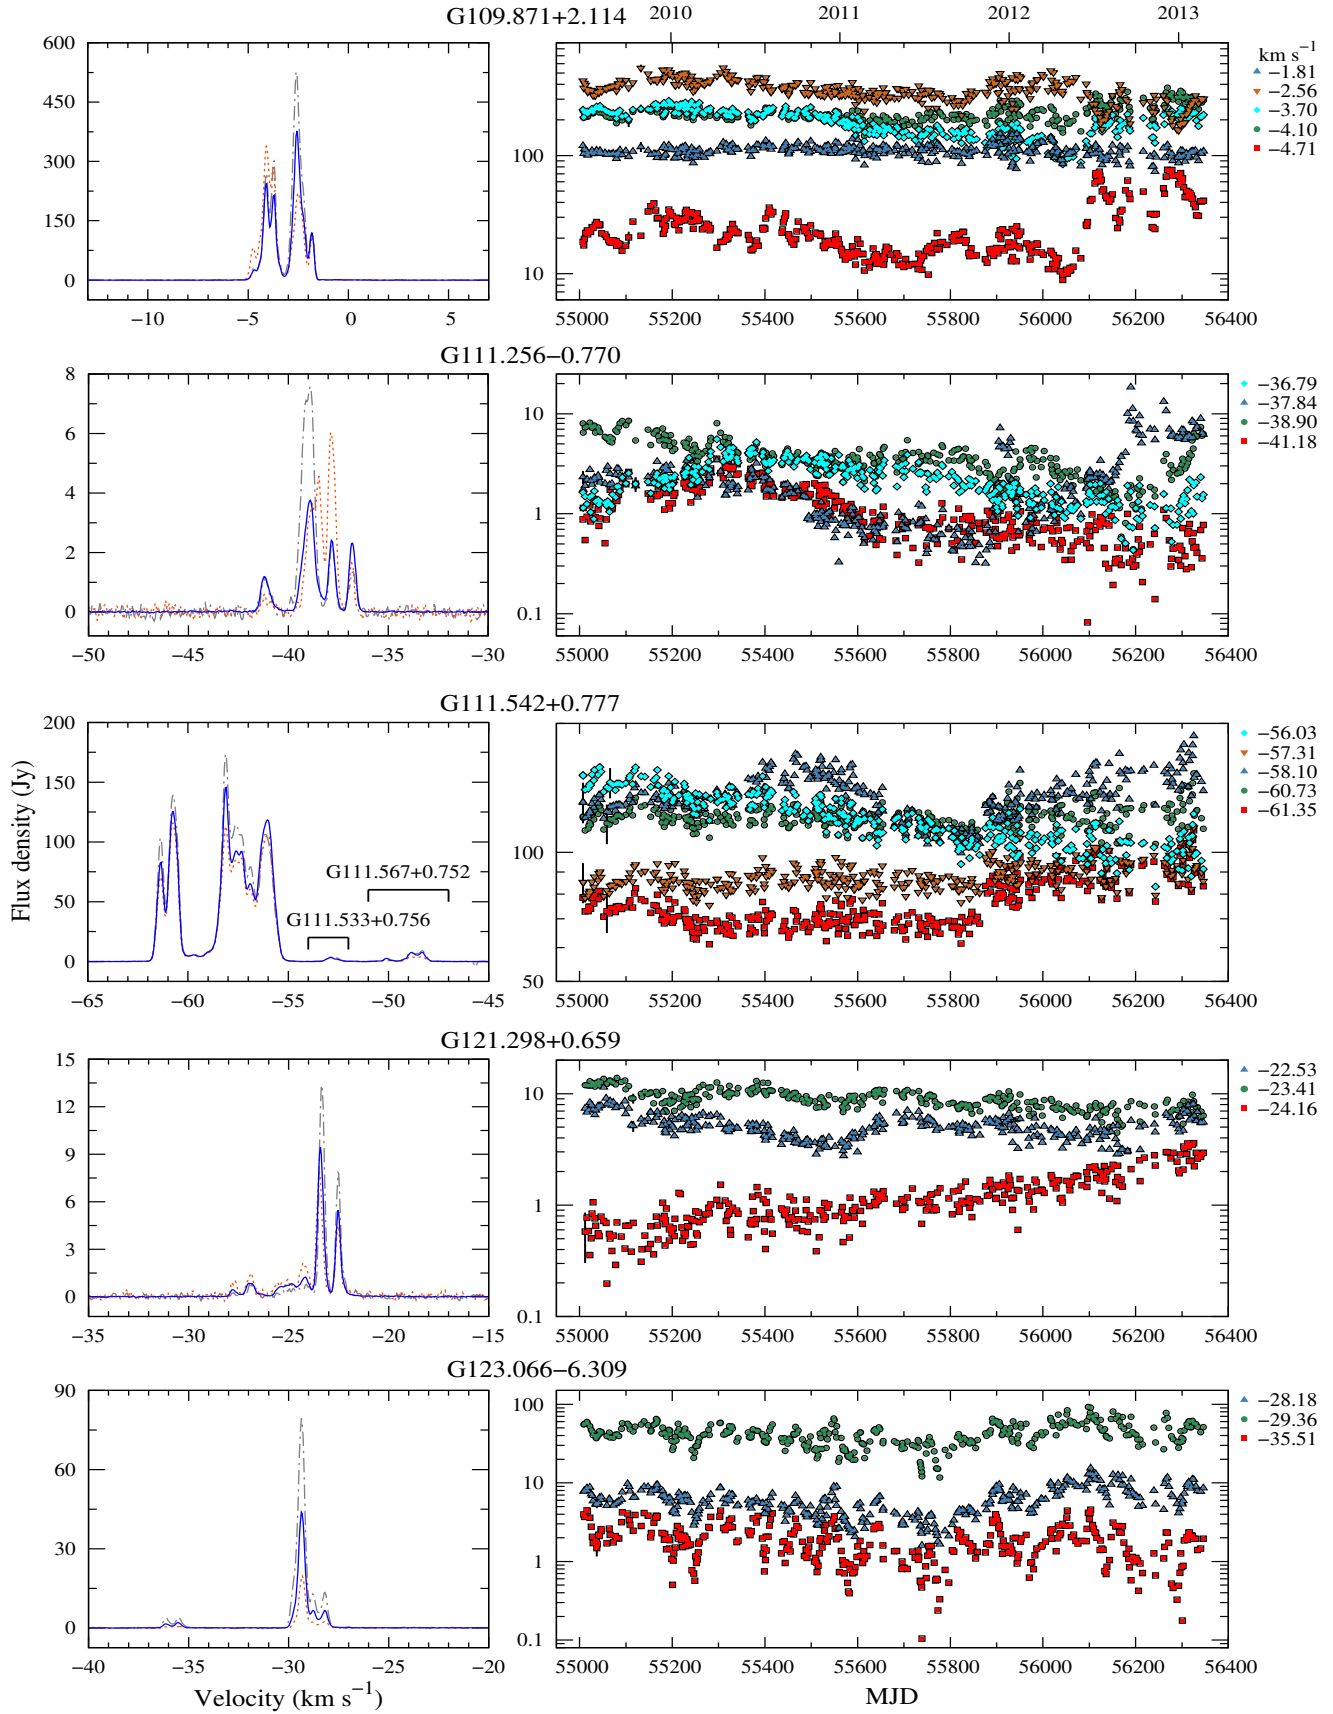 G109.871+2.114
2010 2011 2012 2013
600
450
300
150
0
−10 −5 0 5
100
10
55000 55200 55400 55600 55800 56000 56200 56400
km s−1
−1.81
−2.56
−3.70
−4.10
−4.71
G111.256−0.770
8
6
4
2
0
−50 −45 −40 −35 −30
10
1
0.1
55000 55200 55400 55600 55800 56000 56200 56400
−36.79
−37.84
−38.90
−41.18
G111.542+0.777
Flux density (Jy)
200
150
100
50
0
G111.567+0.752
G111.533+0.756
−65 −60 −55 −50 −45
100
50
55000 55200 55400 55600 55800 56000 56200 56400
−56.03
−57.31
−58.10
−60.73
−61.35
G121.298+0.659
15
12
9
6
3
0
−35 −30 −25 −20 −15
10
1
0.1
55000 55200 55400 55600 55800 56000 56200 56400
−22.53
−23.41
−24.16
G123.066−6.309
90
60
30
0
−40 −35 −30 −25 −20
Velocity (km s−1)
100
10
1
0.1
55000 55200 55400 55600 55800 56000 56200 56400
MJD
−28.18
−29.36
−35.51